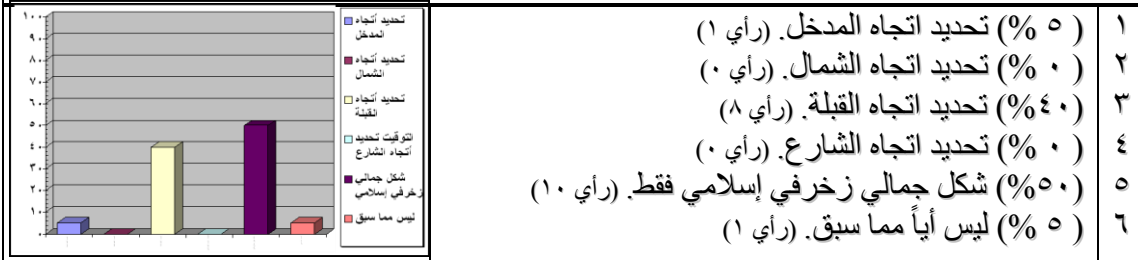 ١ ( ٥ %) تحديد اتجاه المدخل. (رأي ١)
٢ ( ٠ %) تحديد اتجاه الشمال. (رأي ٠)
٣ (٤٠%) تحديد اتجاه القبلة. (رأي ٨)
٤ ( ٠ %) تحديد اتجاه الشارع. (رأي ٠)
٥ (٥٠%) شكل جمالي زخرفي إسلامي فقط. (رأي ١٠)
٦ ( ٥ %) ليس أياً مما سبق. (رأي ١)
تحديد أتجاه
المدخل
تحديد أتجاه
الشمال
تحديد أتجاه
القبلة
التوقيت تحديد
أتجاه الشارع
شكل جمالي
زخرفي إسلامي
ليس مما سبق
١٠٠
٩٠
٨٠
٧٠
٦٠
٥٠
٤٠
٣٠
٢٠
١٠
٠